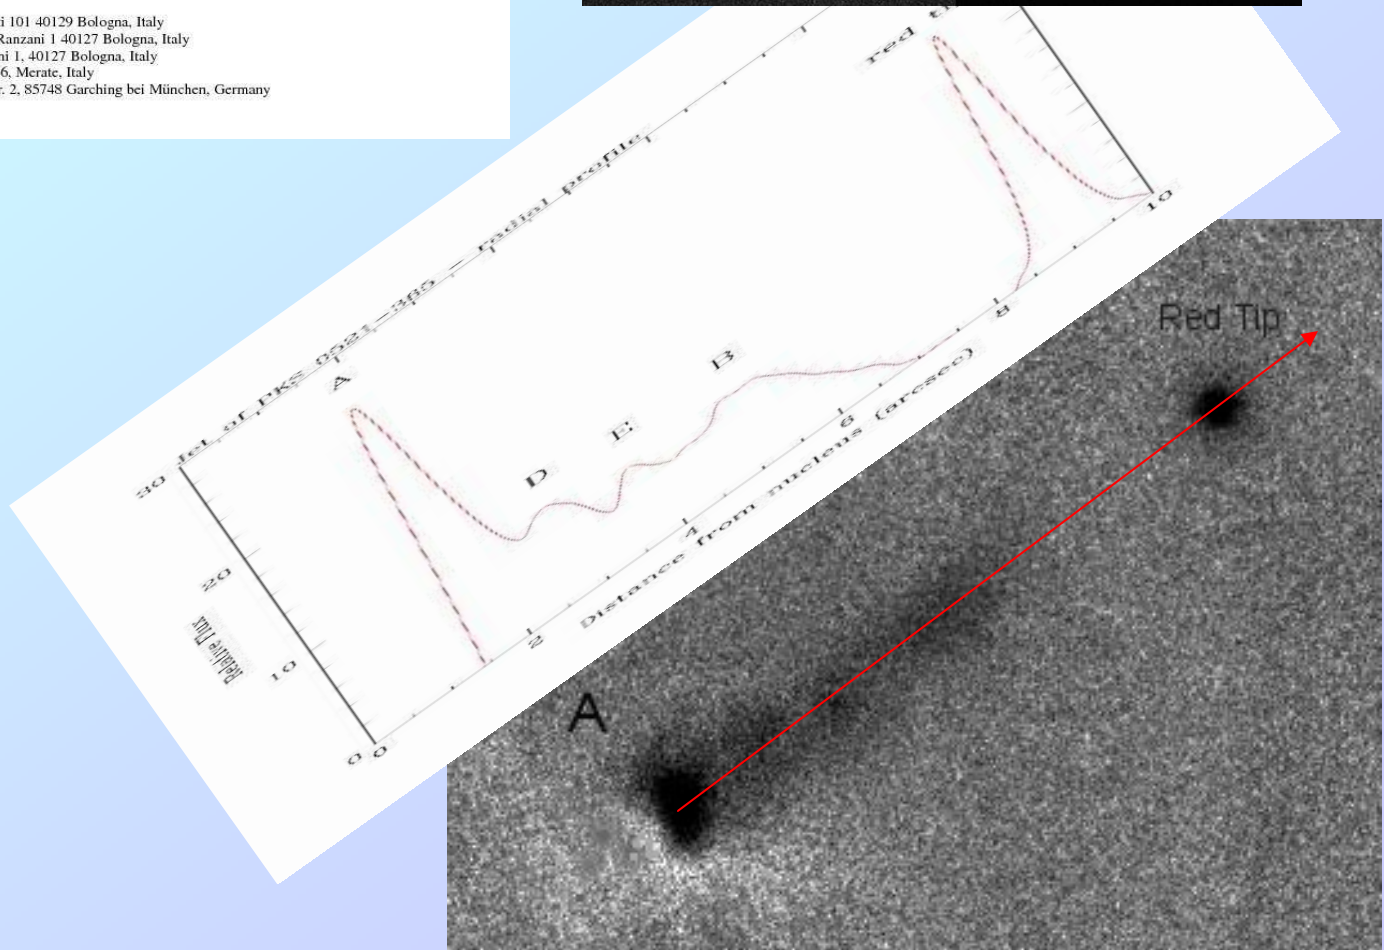 i 101 40129 Bologna, Italy
Ranzani 1 40127 Bologna, Italy
ni 1, 40127 Bologna, Italy
6, Merate, Italy
r. 2, 85748 Garching bei München, Germany
Jet of PKS 0521-365 - radial profile
red
A
D
E
B
30
20
10
0
Relative Flux
0
2
4
6
8
10
Distance from nucleus (arcsec)
Red Tip
A